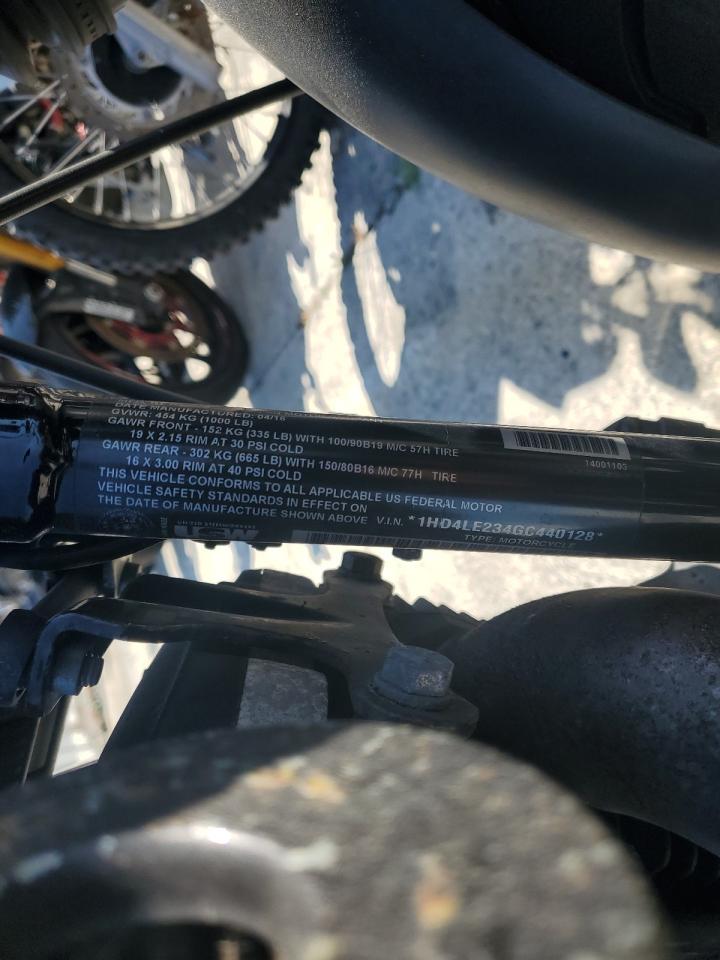 DATE MANUFACTURED: 04/16
GVWR: 454 KG (1000 LB)
GAWR FRONT - 152 KG (335 LB) WITH 100/90B19 M/C 57H TIRE
19 X 2.15 RIM AT 30 PSI COLD
GAWR REAR - 302 KG (665 LB) WITH 150/80B16 M/C 77H TIRE
16 X 3.00 RIM AT 40 PSI COLD
THIS VEHICLE CONFORMS TO ALL APPLICABLE US FEDERAL MOTOR
VEHICLE SAFETY STANDARDS IN EFFECT ON
THE DATE OF MANUFACTURE SHOWN ABOVE V.I.N. *1HD4LE234GC440128*
TYPE: MOTORCYCLE
14001103